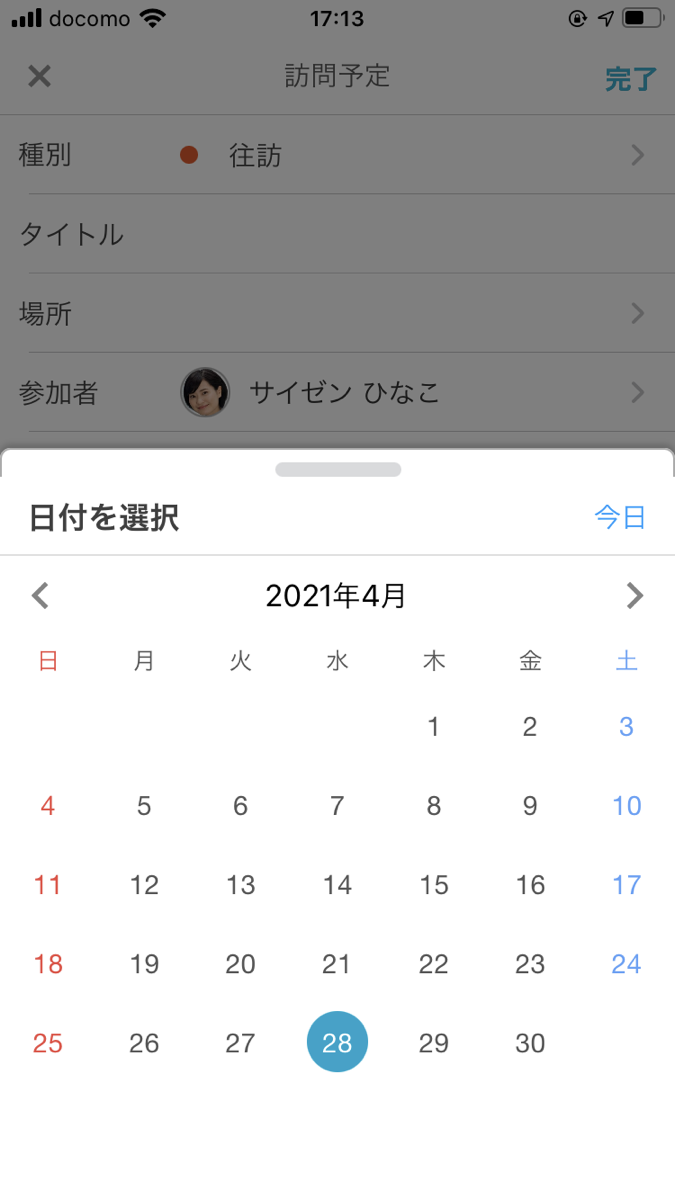 docomo 17:13
訪問予定 完了
種別 往訪
タイトル
場所
参加者 サイゼン ひなこ
日付を選択 今日
2021年4月
日 月 火 水 木 金 土
1 2 3
4 5 6 7 8 9 10
11 12 13 14 15 16 17
18 19 20 21 22 23 24
25 26 27 28 29 30